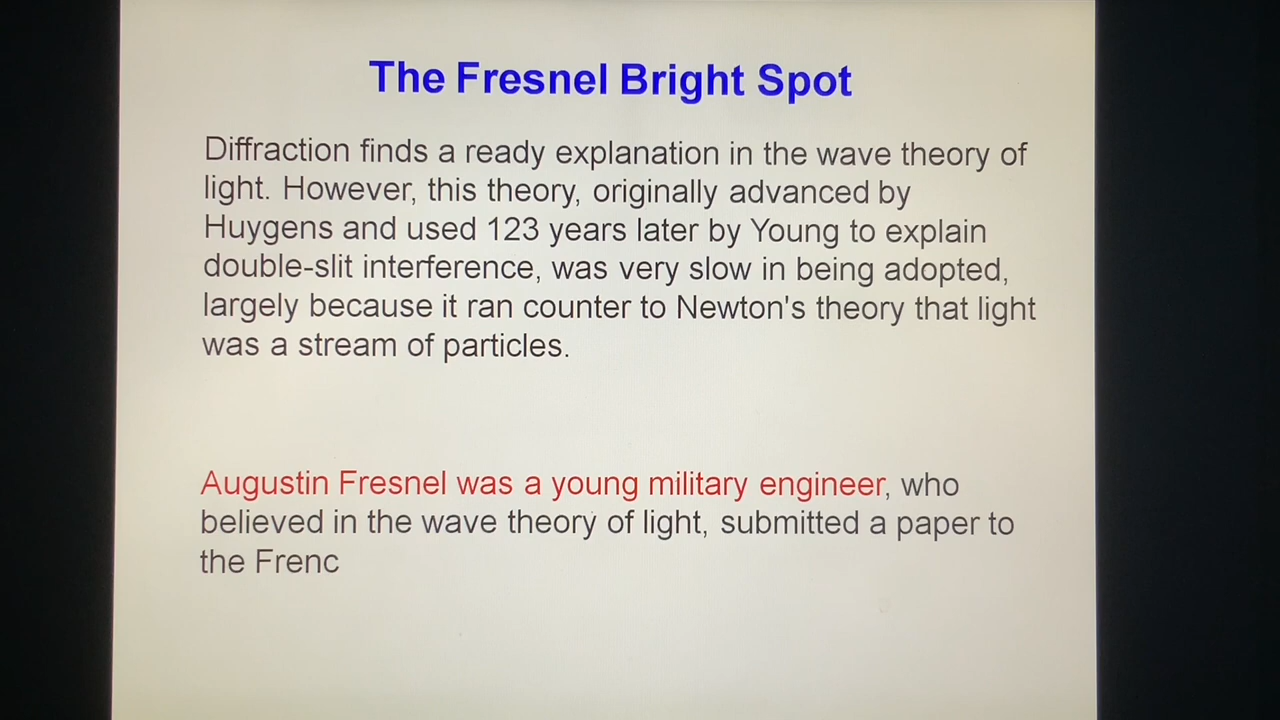 The Fresnel Bright Spot
Diffraction finds a ready explanation in the wave theory of
light. However, this theory, originally advanced by
Huygens and used 123 years later by Young to explain
double-slit interference, was very slow in being adopted,
largely because it ran counter to Newton's theory that light
was a stream of particles.
Augustin Fresnel was a young military engineer, who
believed in the wave theory of light, submitted a paper to
the Frenc